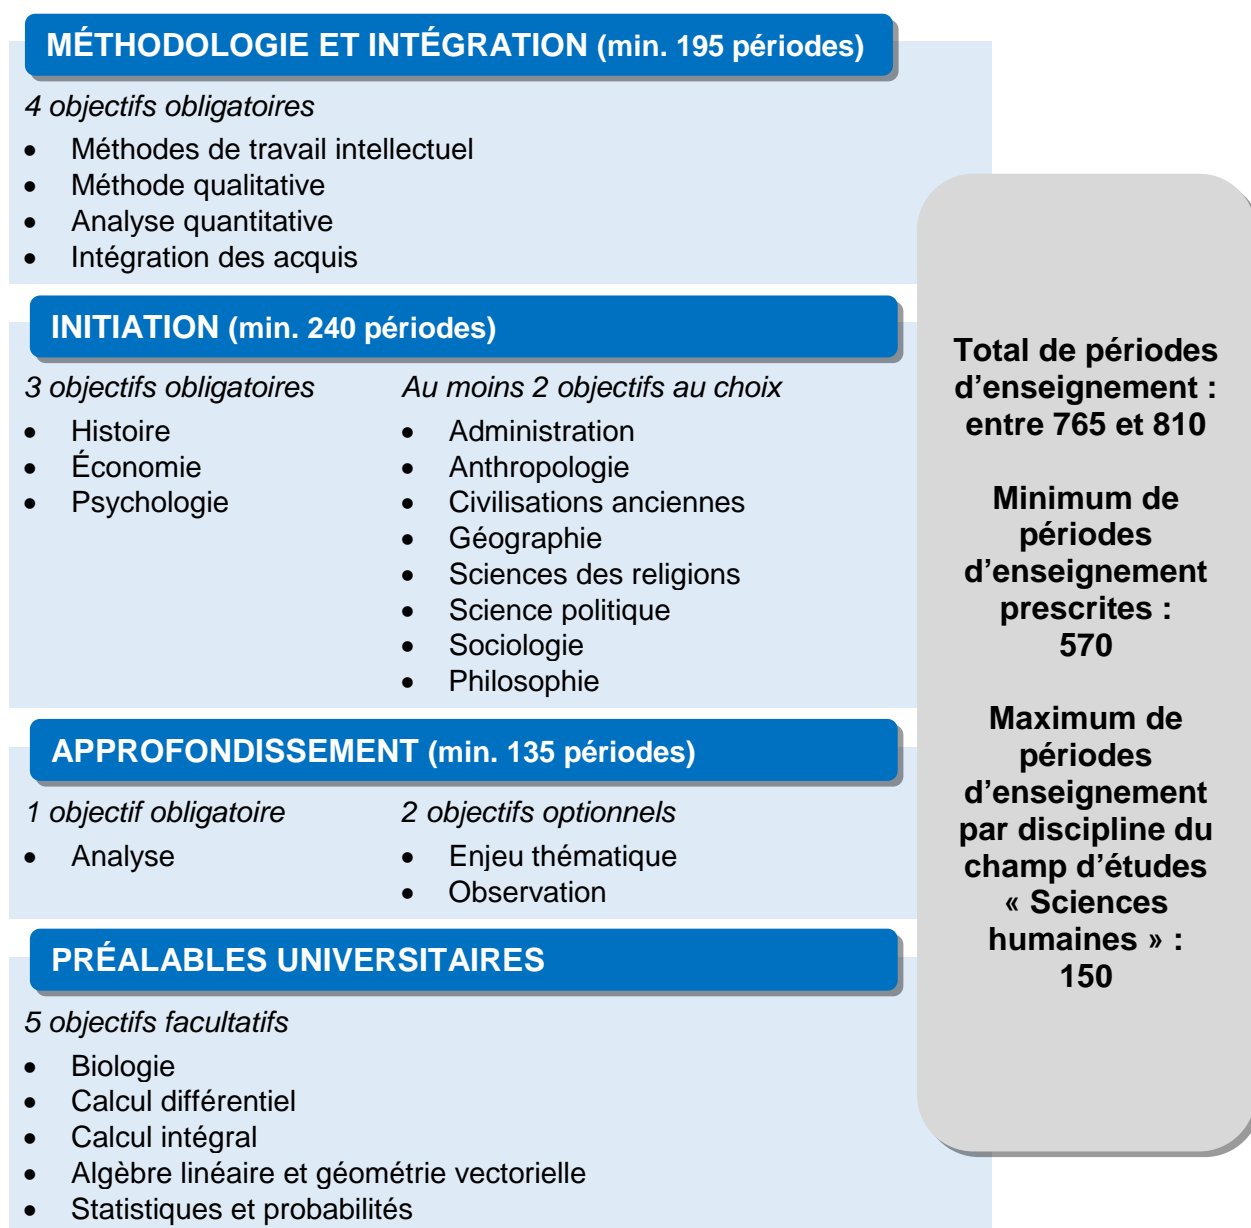 MÉTHODOLOGIE ET INTÉGRATION (min. 195 périodes)
4 objectifs obligatoires
• Méthodes de travail intellectuel
• Méthode qualitative
• Analyse quantitative
• Intégration des acquis
INITIATION (min. 240 périodes)
3 objectifs obligatoires
• Histoire
• Économie
• Psychologie
Au moins 2 objectifs au choix
• Administration
• Anthropologie
• Civilisations anciennes
• Géographie
• Sciences des religions
• Science politique
• Sociologie
• Philosophie
APPROFONDISSEMENT (min. 135 périodes)
1 objectif obligatoire
• Analyse
2 objectifs optionnels
• Enjeu thématique
• Observation
PRÉALABLES UNIVERSITAIRES
5 objectifs facultatifs
• Biologie
• Calcul différentiel
• Calcul intégral
• Algèbre linéaire et géométrie vectorielle
• Statistiques et probabilités
Total de périodes
d’enseignement :
entre 765 et 810
Minimum de
périodes
d’enseignement
prescrites :
570
Maximum de
périodes
d’enseignement
par discipline du
champ d’études
« Sciences
humaines » :
150